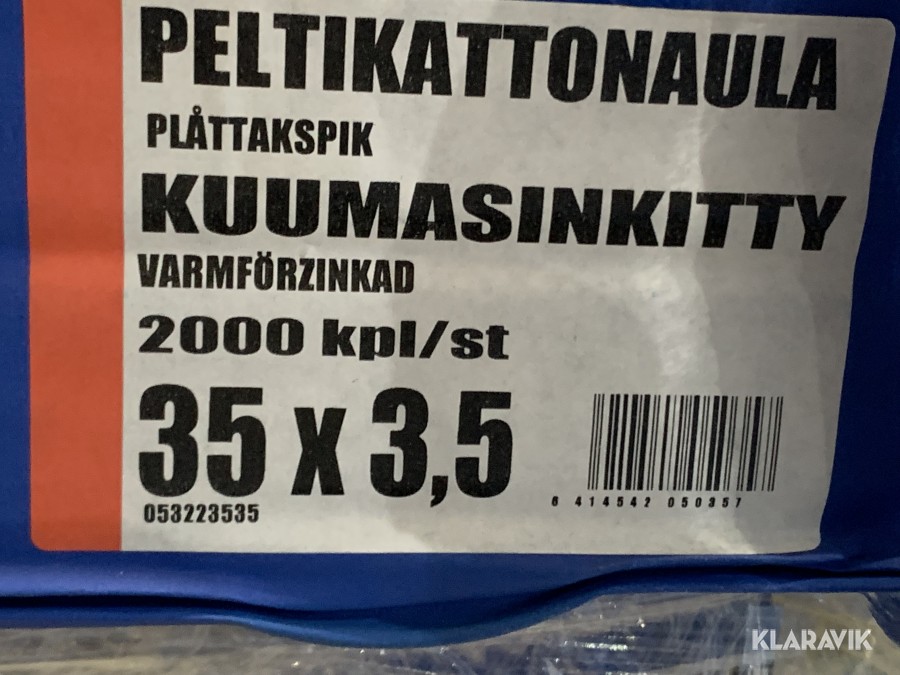 PELTIKATTONAULA
PLÅTTAKSPIK
KUUMASINKITTY
VARMFÖRZINKAD
2000 kpl/st
35 x 3,5
053223535
6 414542 050357
KLARAVIK